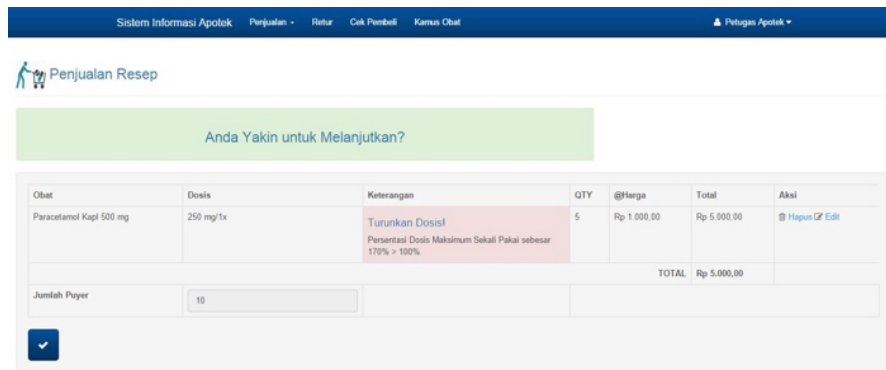 Sistem Informasi Apotek Penjualan Retur Cek Pembeli Kamus Obat Petugas Apotek
Penjualan Resep
Anda Yakin untuk Melanjutkan?
Obat Dosis Keterangan QTY @Harga Total Aksi
Paracetamol Kapl 500 mg 250 mg/1x Turunkan Dosis! 5 Rp 1.000,00 Rp 5.000,00 Hapus Edit
Persentasi Dosis Maksimum Sekali Pakai sebesar
170% > 100%
TOTAL Rp 5.000,00
Jumlah Puyer 10